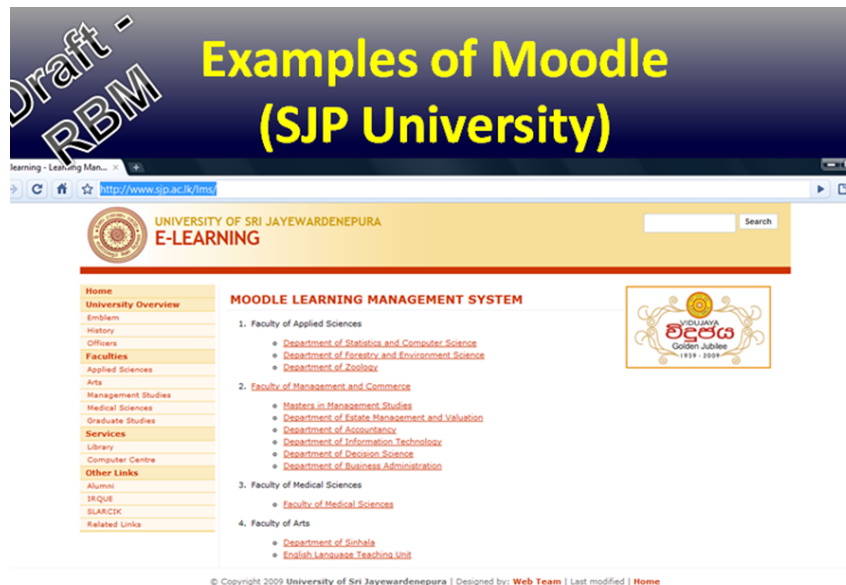 Draft -
RBM
Examples of Moodle
(SJP University)
learning - Learning Man...
http://www.sjp.ac.lk/lms/
UNIVERSITY OF SRI JAYEWARDENEPURA
E-LEARNING
Search
Home
University Overview
Emblem
History
Officers
Faculties
Applied Sciences
Arts
Management Studies
Medical Sciences
Graduate Studies
Services
Library
Computer Centre
Other Links
Alumni
IRQUE
SLARCIK
Related Links
MOODLE LEARNING MANAGEMENT SYSTEM
1. Faculty of Applied Sciences
Department of Statistics and Computer Science
Department of Forestry and Environment Science
Department of Zoology
2. Faculty of Management and Commerce
Masters in Management Studies
Department of Estate Management and Valuation
Department of Accountancy
Department of Information Technology
Department of Decision Science
Department of Business Administration
3. Faculty of Medical Sciences
Faculty of Medical Sciences
4. Faculty of Arts
Department of Sinhala
English Language Teaching Unit
VIDUJAYA
විදුජය
Golden Jubilee
1959 - 2009
© Copyright 2009 University of Sri Jayewardenepura | Designed by: Web Team | Last modified | Home